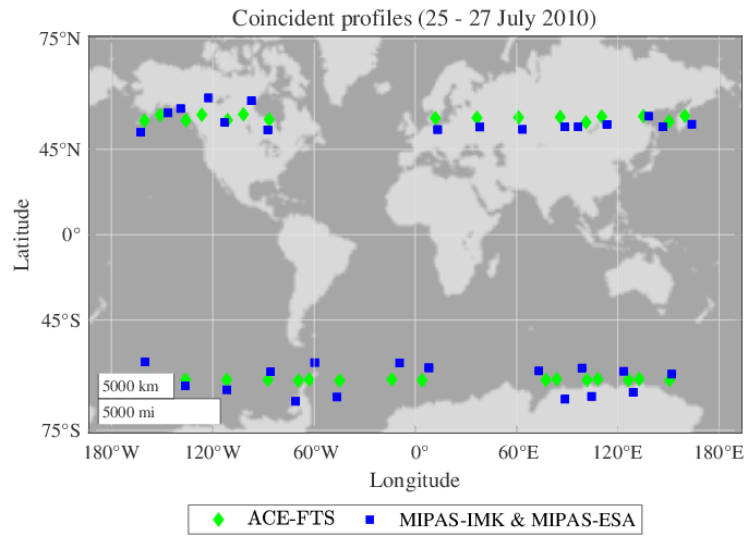 Coincident profiles (25 - 27 July 2010)
75°N
45°N
0°
45°S
75°S
Latitude
5000 km
5000 mi
180°W 120°W 60°W 0° 60°E 120°E 180°E
Longitude
ACE-FTS MIPAS-IMK & MIPAS-ESA